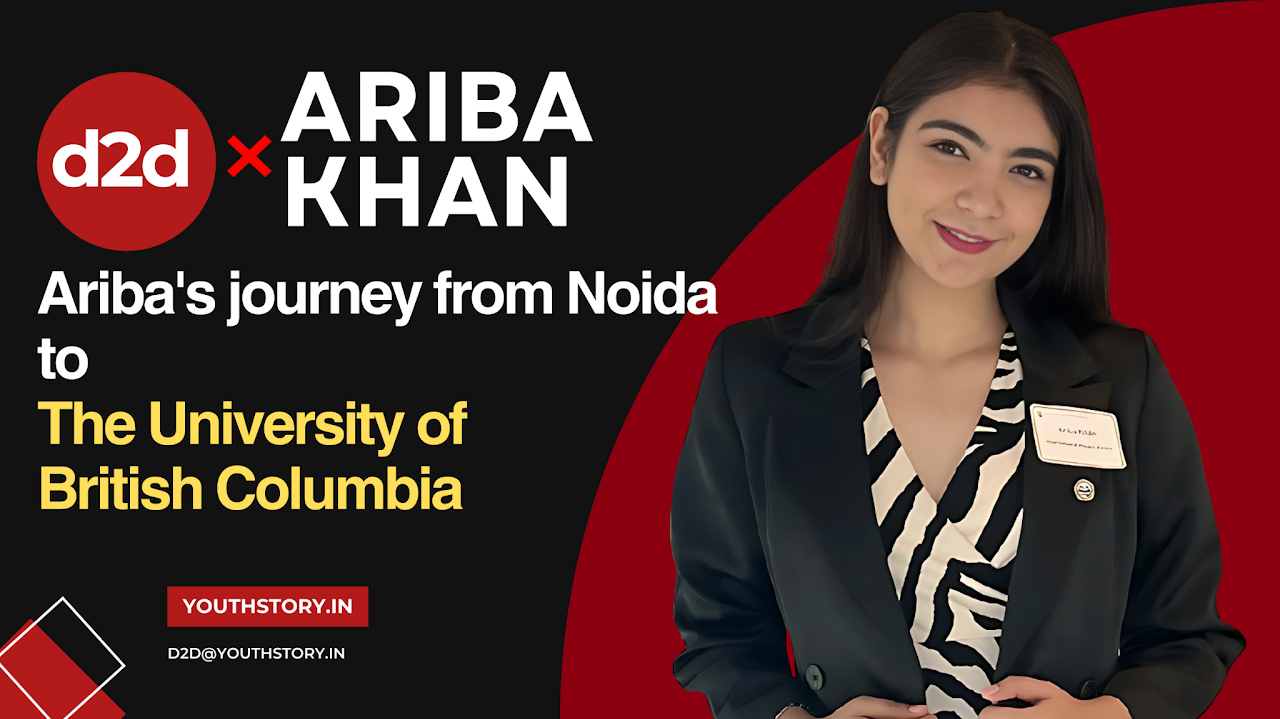 d2d
ARIBA
KHAN
Ariba's journey from Noida
to
The University of
British Columbia
YOUTHSTORY.IN
D2D@YOUTHSTORY.IN